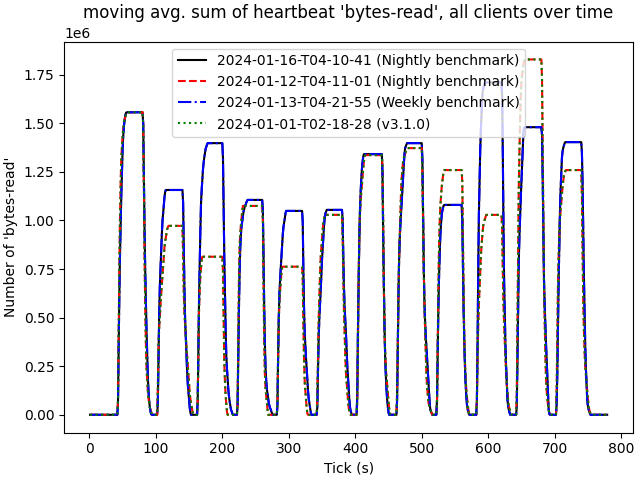 moving avg. sum of heartbeat 'bytes-read', all clients over time
1e6
2024-01-16-T04-10-41 (Nightly benchmark)
2024-01-12-T04-11-01 (Nightly benchmark)
2024-01-13-T04-21-55 (Weekly benchmark)
2024-01-01-T02-18-28 (v3.1.0)
1.75
1.50
1.25
1.00
0.75
0.50
0.25
0.00
Number of 'bytes-read'
0 100 200 300 400 500 600 700 800
Tick (s)